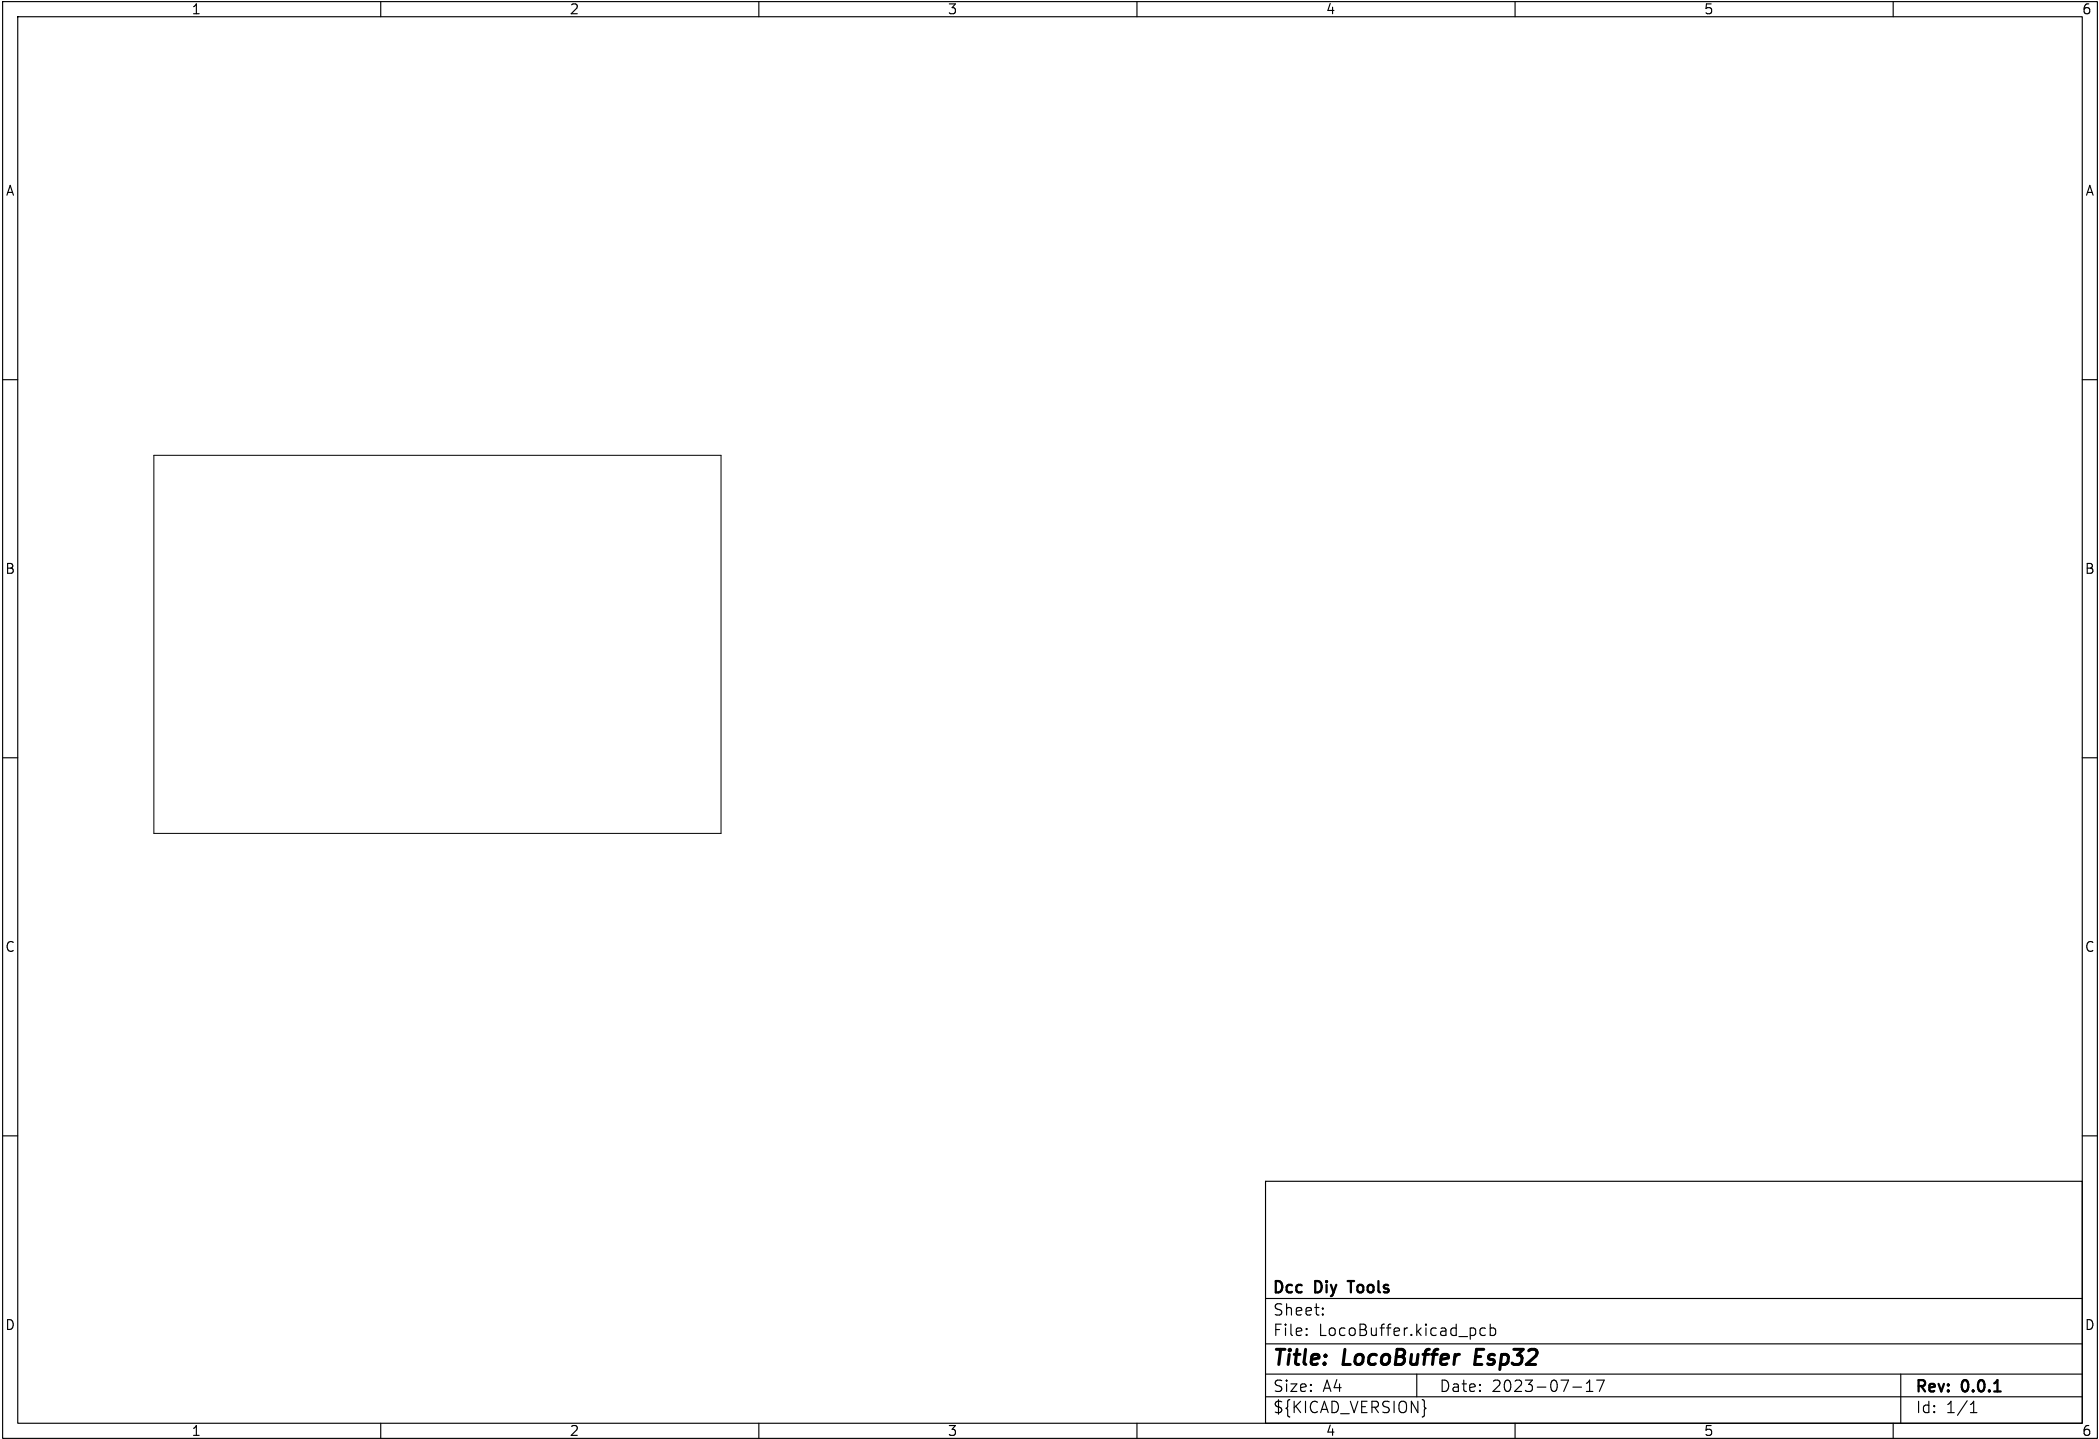 1 2 3 4 5 6
A A
B B
C C
Dcc Diy Tools
Sheet:
File: LocoBuffer.kicad_pcb
D D
Title: LocoBuffer Esp32
Size: A4 Date: 2023-07-17 Rev: 0.0.1
${KICAD_VERSION} Id: 1/1
1 2 3 4 5 6